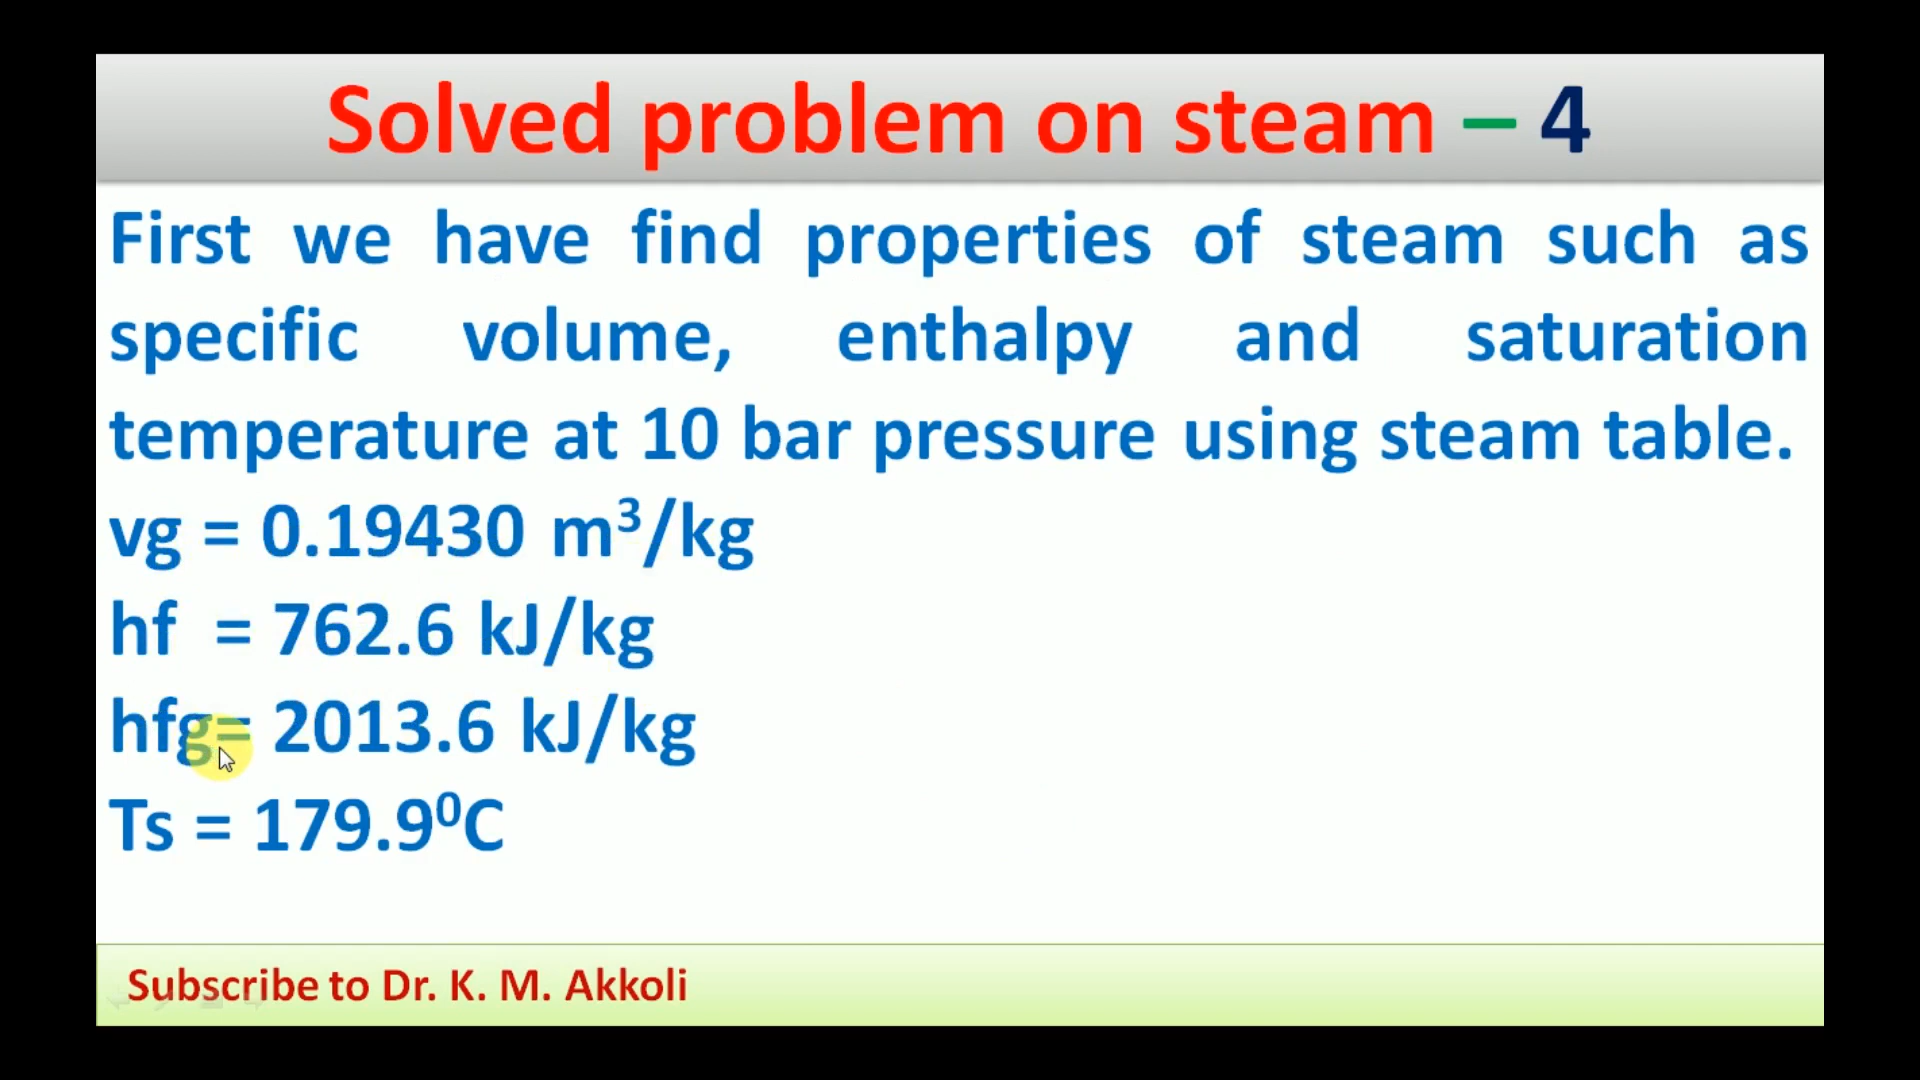 Solved problem on steam – 4
First we have find properties of steam such as
specific volume, enthalpy and saturation
temperature at 10 bar pressure using steam table.
vg = 0.19430 m³/kg
hf = 762.6 kJ/kg
hfg= 2013.6 kJ/kg
Ts = 179.9⁰C
Subscribe to Dr. K. M. Akkoli